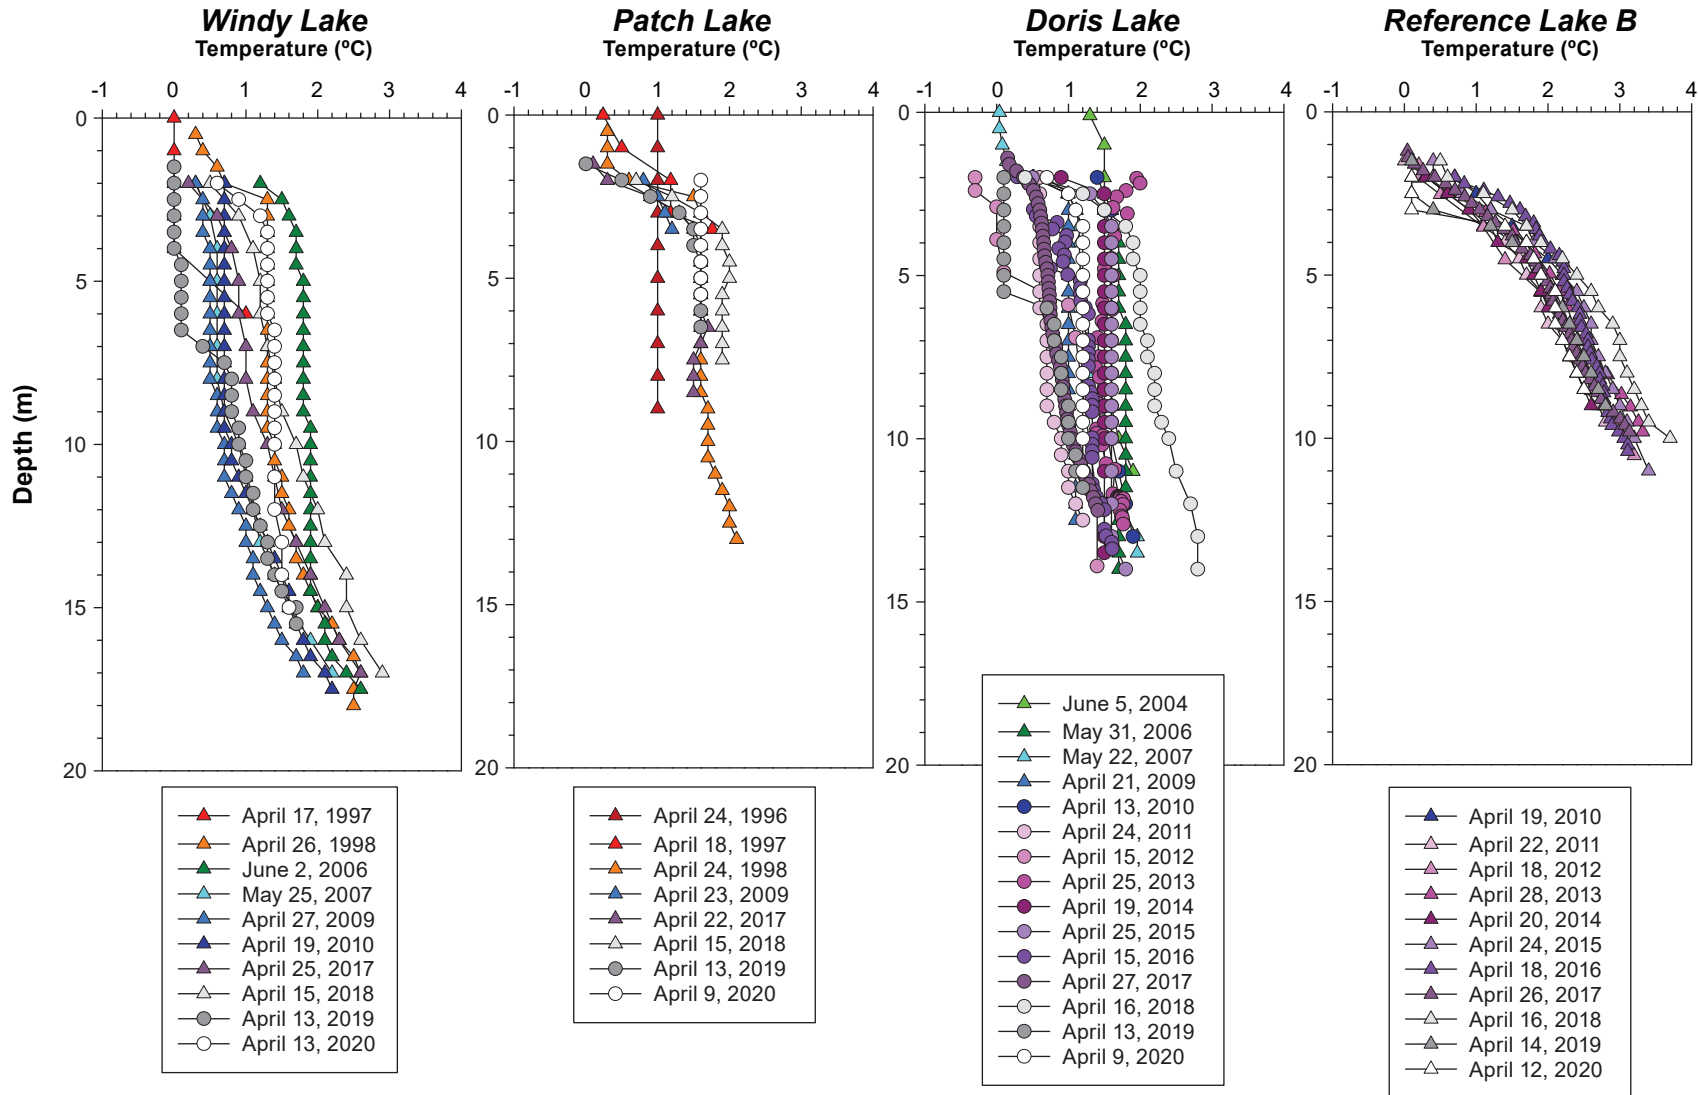 Windy Lake
Temperature (ºC)
-1 0 1 2 3 4
0
5
10
15
20
Depth (m)
April 17, 1997
April 26, 1998
June 2, 2006
May 25, 2007
April 27, 2009
April 19, 2010
April 25, 2017
April 15, 2018
April 13, 2019
April 13, 2020
Patch Lake
Temperature (ºC)
-1 0 1 2 3 4
0
5
10
15
20
April 24, 1996
April 18, 1997
April 24, 1998
April 23, 2009
April 22, 2017
April 15, 2018
April 13, 2019
April 9, 2020
Doris Lake
Temperature (ºC)
-1 0 1 2 3 4
0
5
10
15
20
June 5, 2004
May 31, 2006
May 22, 2007
April 21, 2009
April 13, 2010
April 24, 2011
April 15, 2012
April 25, 2013
April 19, 2014
April 25, 2015
April 15, 2016
April 27, 2017
April 16, 2018
April 13, 2019
April 9, 2020
Reference Lake B
Temperature (ºC)
-1 0 1 2 3 4
0
5
10
15
20
April 19, 2010
April 22, 2011
April 18, 2012
April 28, 2013
April 20, 2014
April 24, 2015
April 18, 2016
April 26, 2017
April 16, 2018
April 14, 2019
April 12, 2020